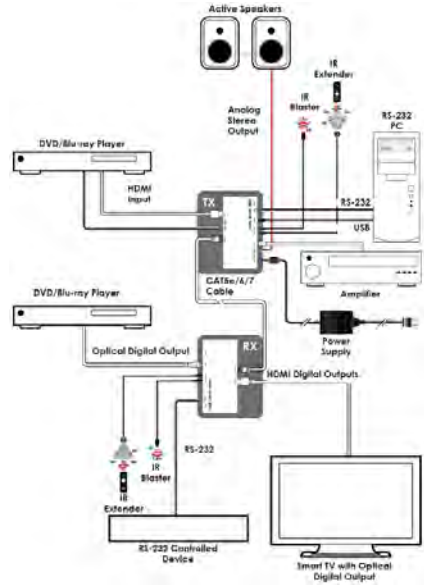 Active Speakers
IR
Extender
IR
Blaster
RS-232
PC
Analog
Stereo
Output
DVD/Blu-ray Player
HDMI
Input
TX
RS-232
USB
CAT5e/6/7
Cable
Amplifier
DVD/Blu-ray Player
Power
Supply
RX
Optical Digital Output
HDMI Digital Outputs
RS-232
IR
Blaster
IR
Extender
RS-232 Controlled
Device
Smart TV with Optical
Digital Output